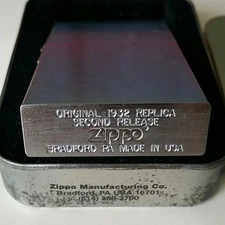 ORIGINAL 1932 REPLICA
SECOND RELEASE
Zippo
BRADFORD PA MADE IN USA
Zippo Manufacturing Co.
Bradford, PA USA 16701
(814) 368-2700